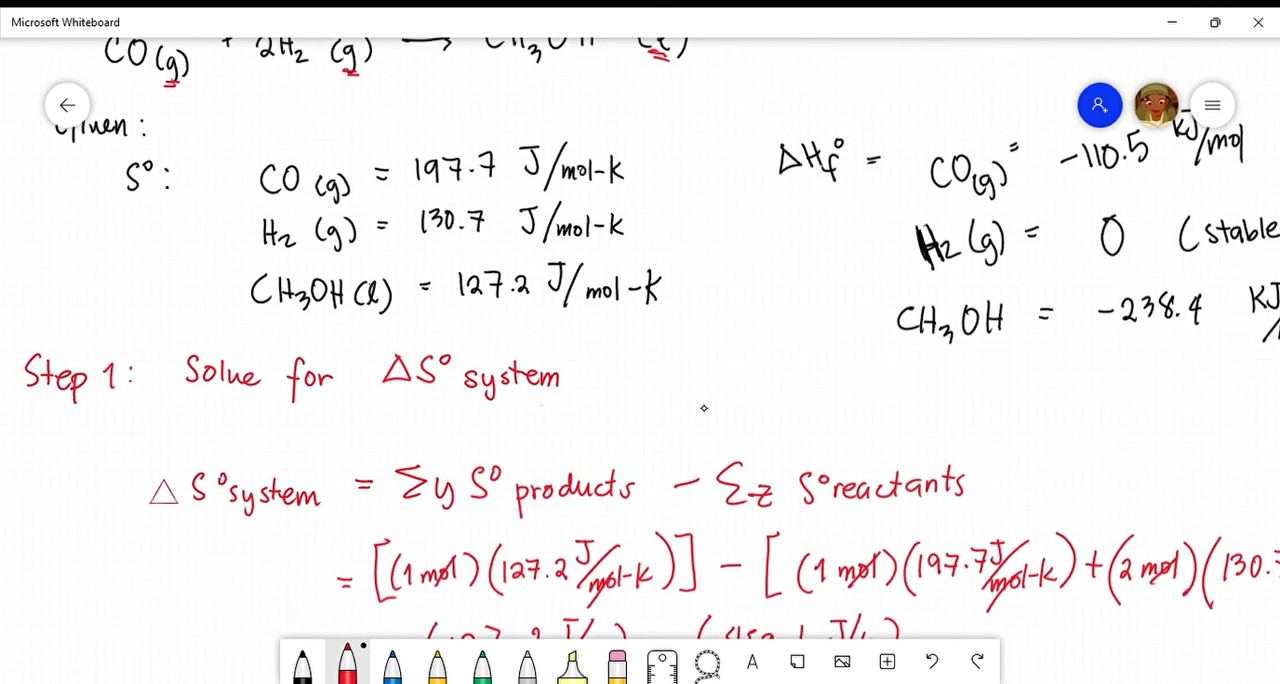 Microsoft Whiteboard
CO(g) + 2H₂ (g) → CH₃OH (ℓ)
Given:
S°: CO (g) = 197.7 J/mol-K
H₂ (g) = 130.7 J/mol-K
CH₃OH (l) = 127.2 J/mol-K
ΔHf° = CO(g) = -110.5 kJ/mol
H₂ (g) = 0 (stable
CH₃OH = -238.4 KJ/
Step 1: Solve for ΔS° system
ΔS°system = Σy S° products - Σz S° reactants
= [(1 mol)(127.2 J/mol-K)] - [(1 mol)(197.7 J/mol-K) + (2 mol)(130.7
A